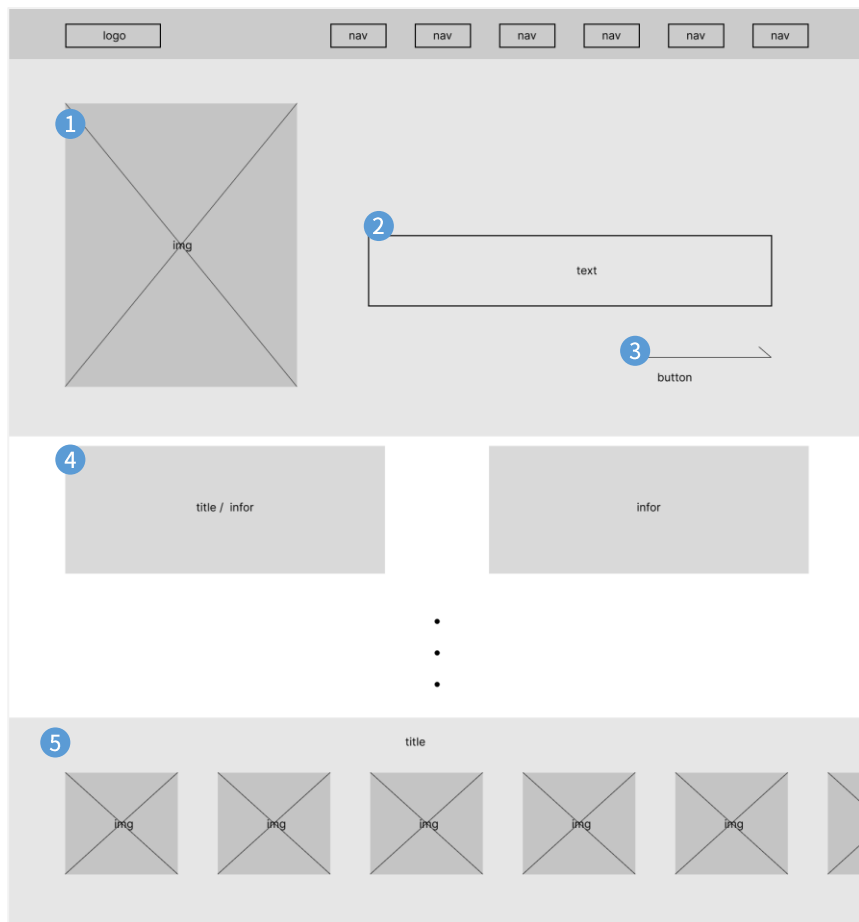 logo nav nav nav nav nav nav
1
img
2
text
3
button
4
title / infor infor
5 title
img img img img img